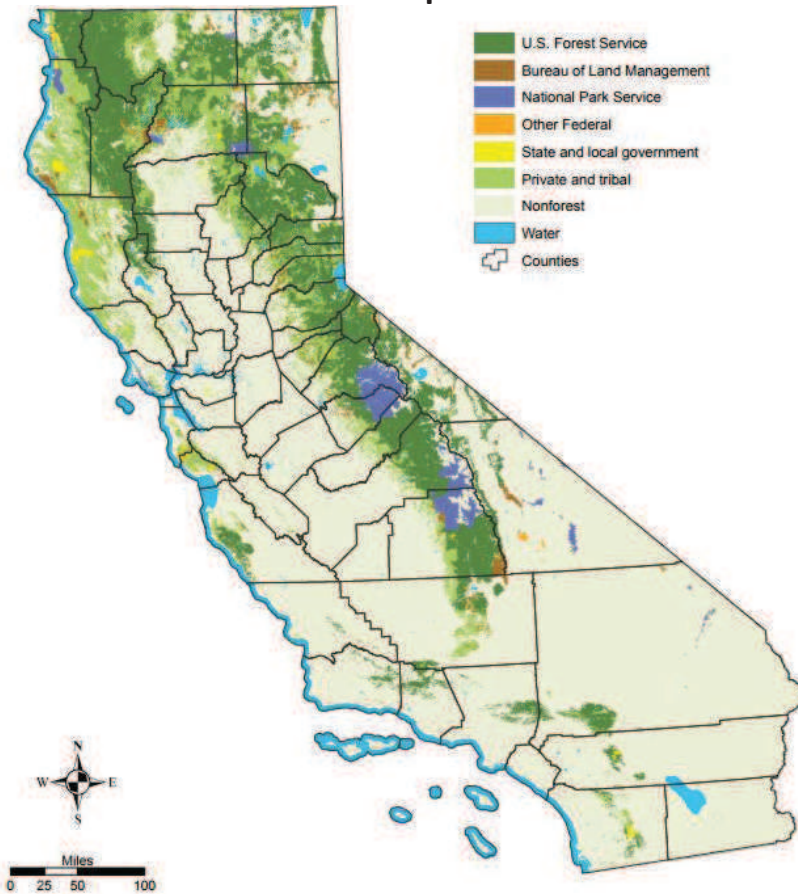 U.S. Forest Service
Bureau of Land Management
National Park Service
Other Federal
State and local government
Private and tribal
Nonforest
Water
Counties
N
W E
S
Miles
0 25 50 100